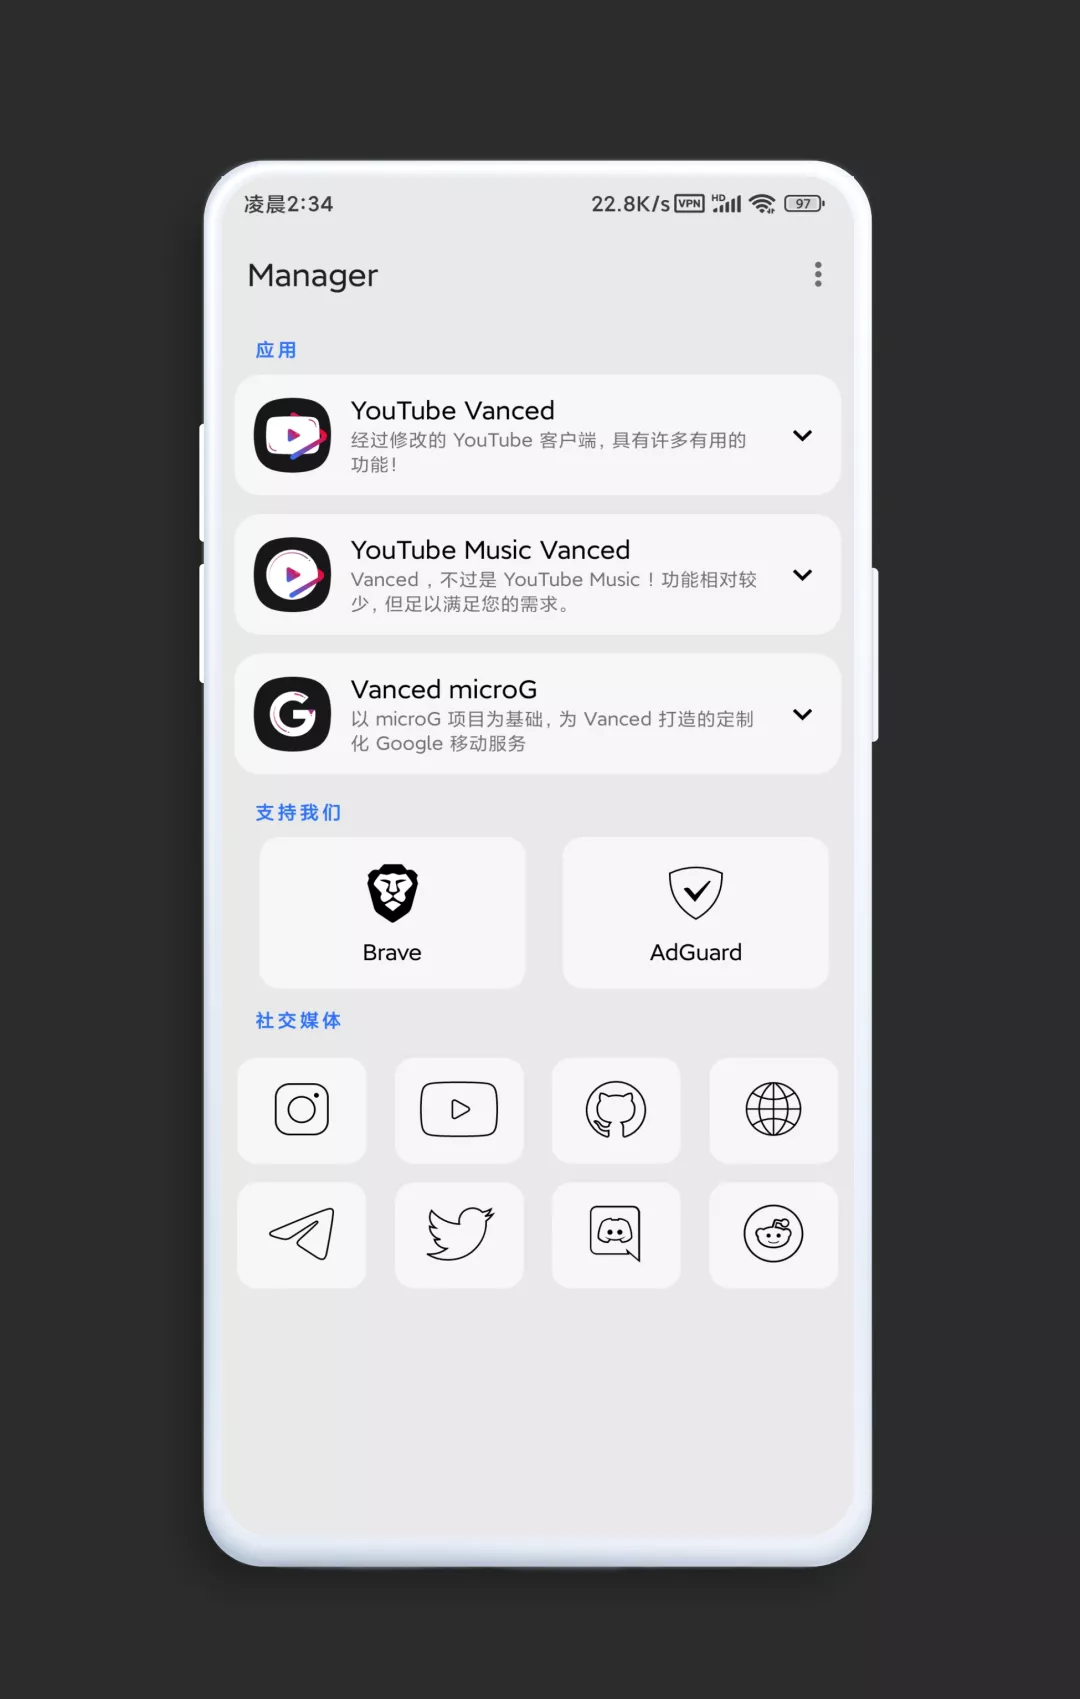 凌晨2:34
22.8K/s VPN HD 97
Manager
应用
YouTube Vanced
经过修改的 YouTube 客户端，具有许多有用的
功能！
YouTube Music Vanced
Vanced，不过是 YouTube Music！功能相对较
少，但足以满足您的需求。
Vanced microG
以 microG 项目为基础，为 Vanced 打造的定制
化 Google 移动服务
支持我们
Brave
AdGuard
社交媒体